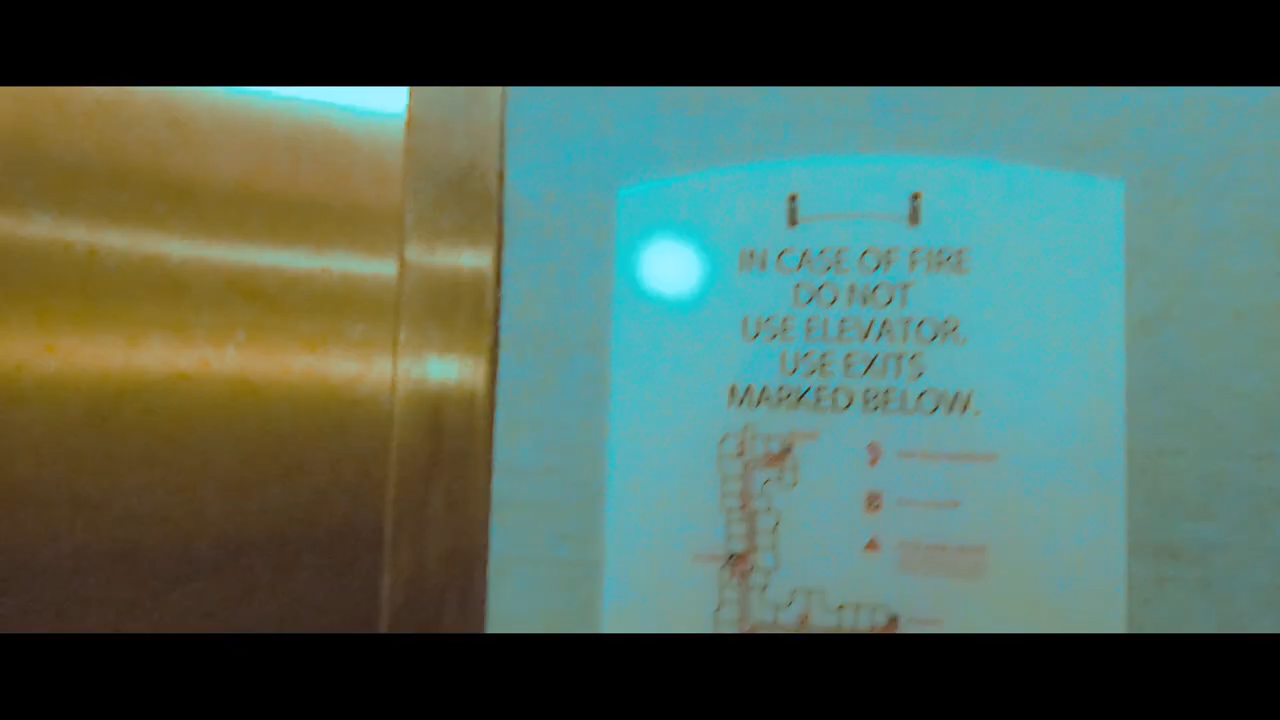 IN CASE OF FIRE
DO NOT
USE ELEVATOR.
USE EXITS
MARKED BELOW.